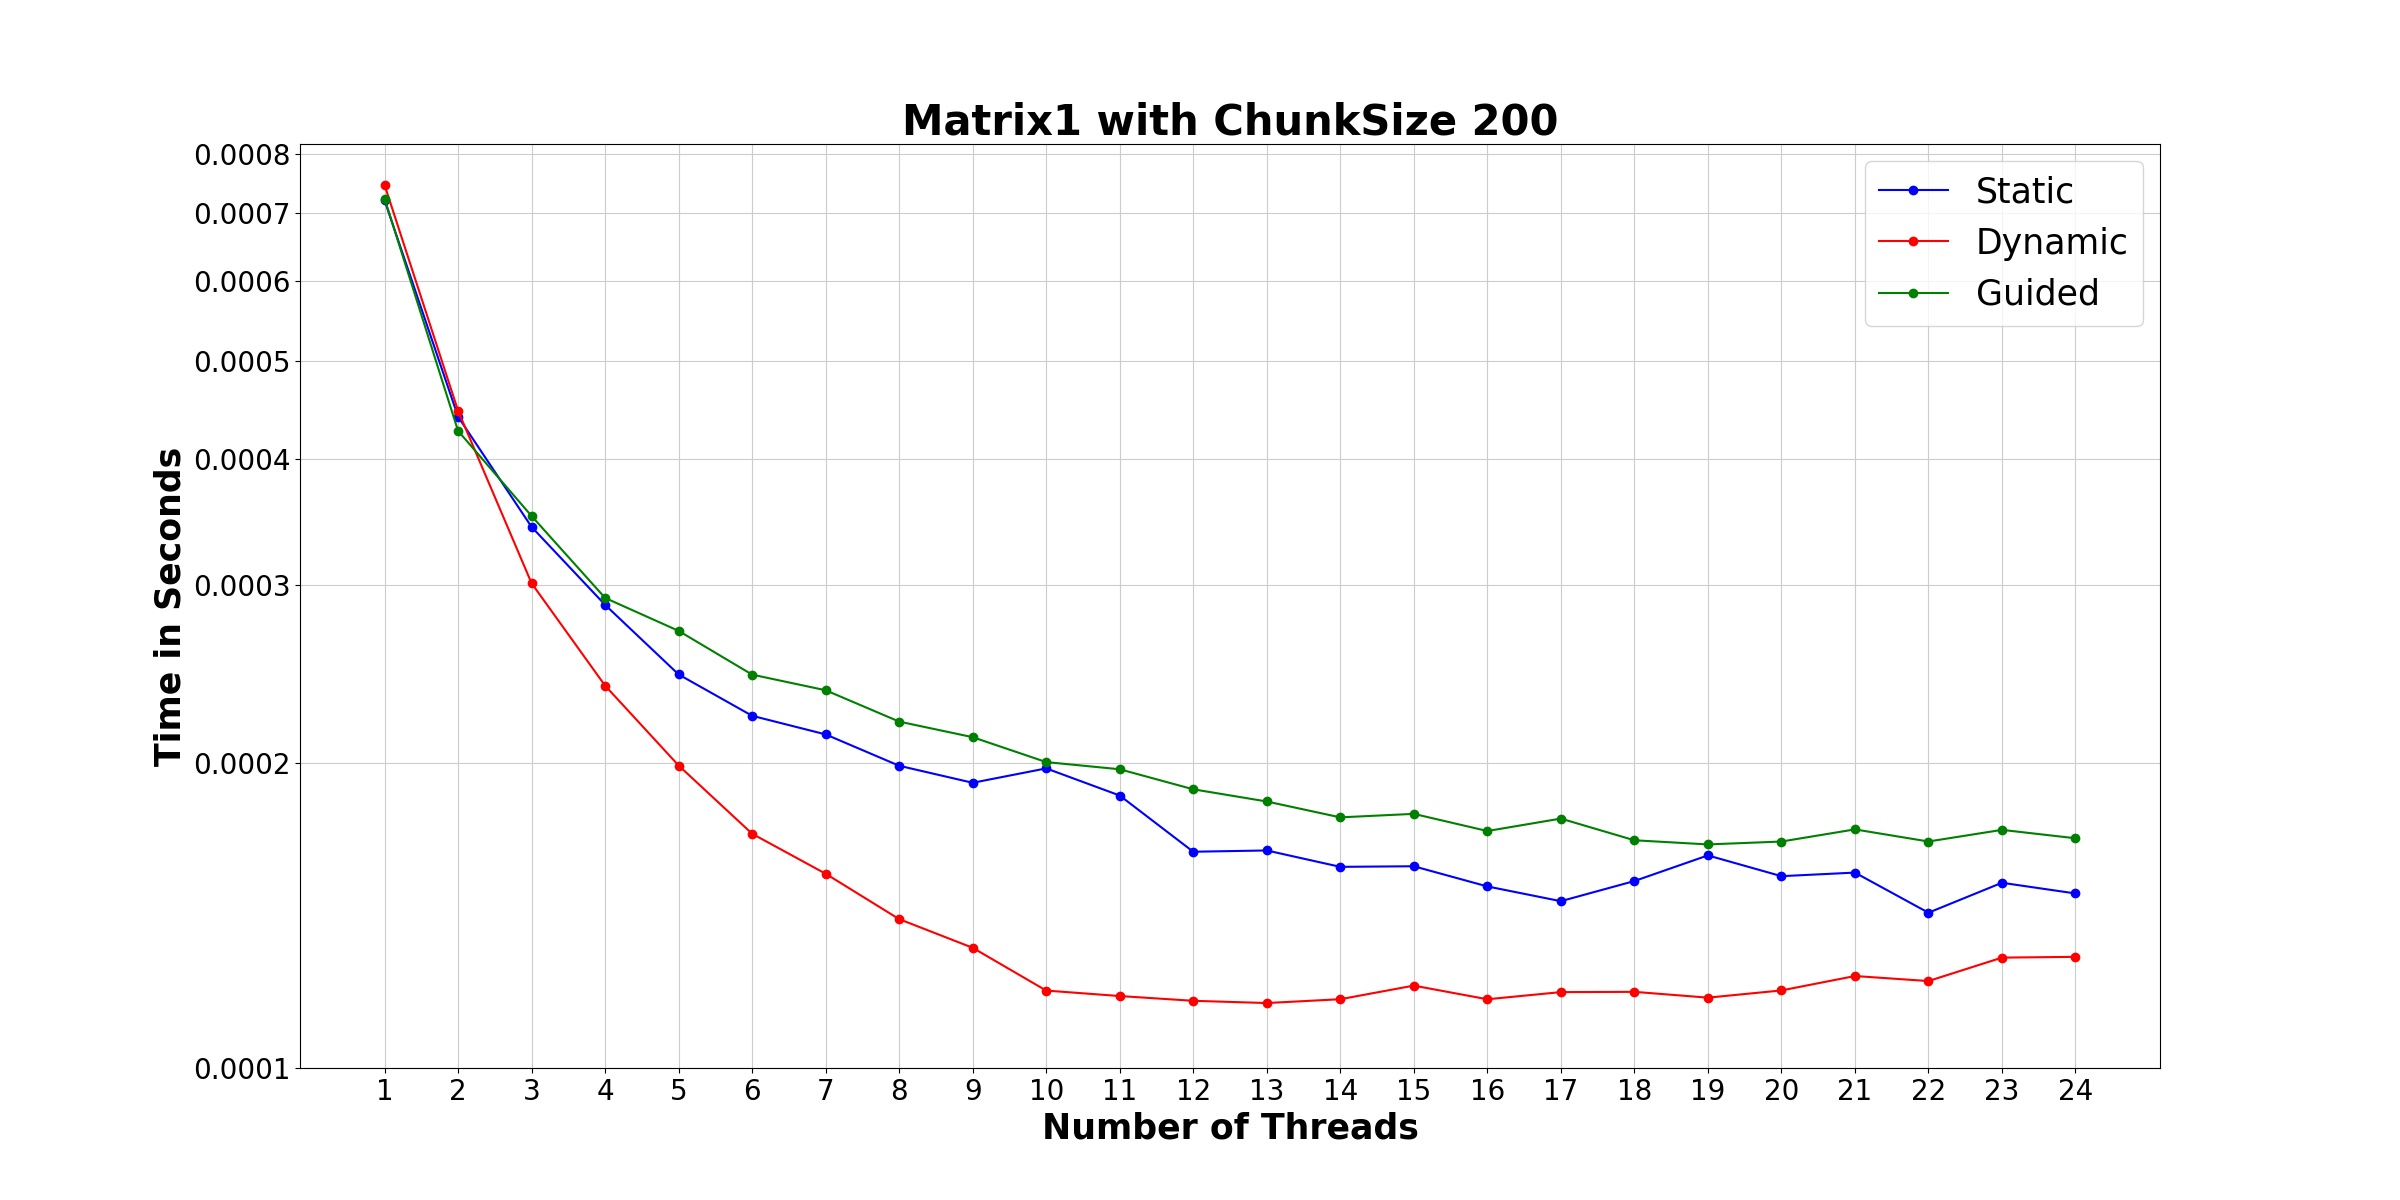 Matrix1 with ChunkSize 200
0.0008
0.0007
0.0006
0.0005
0.0004
0.0003
0.0002
0.0001
Time in Seconds
Static
Dynamic
Guided
1 2 3 4 5 6 7 8 9 10 11 12 13 14 15 16 17 18 19 20 21 22 23 24
Number of Threads